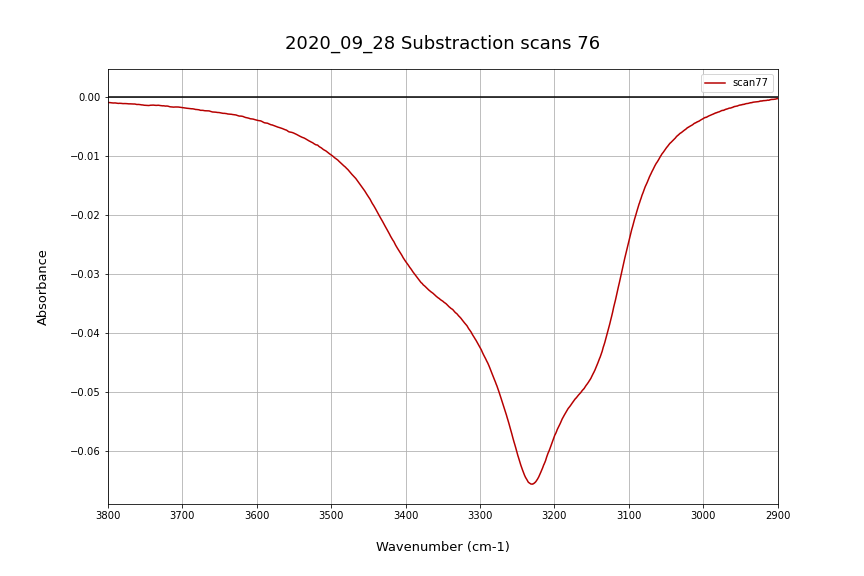 2020_09_28 Substraction scans 76
scan77
0.00
−0.01
−0.02
−0.03
−0.04
−0.05
−0.06
Absorbance
3800 3700 3600 3500 3400 3300 3200 3100 3000 2900
Wavenumber (cm-1)